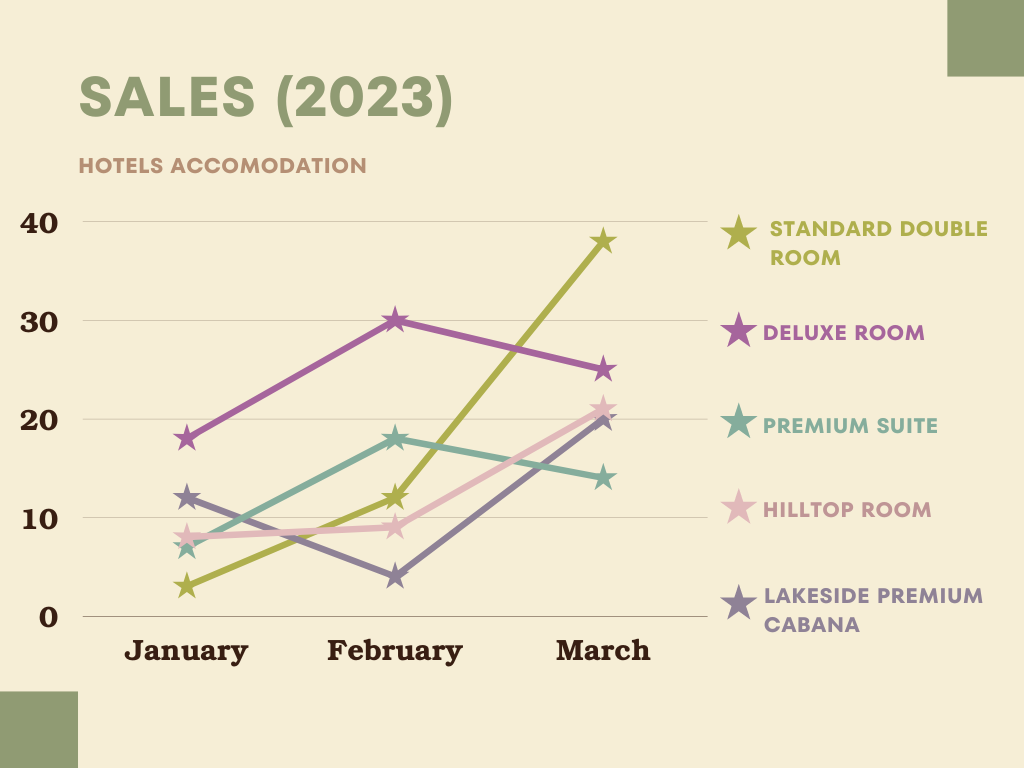 SALES (2023)
HOTELS ACCOMODATION
40
30
20
10
0
January February March
STANDARD DOUBLE
ROOM
DELUXE ROOM
PREMIUM SUITE
HILLTOP ROOM
LAKESIDE PREMIUM
CABANA